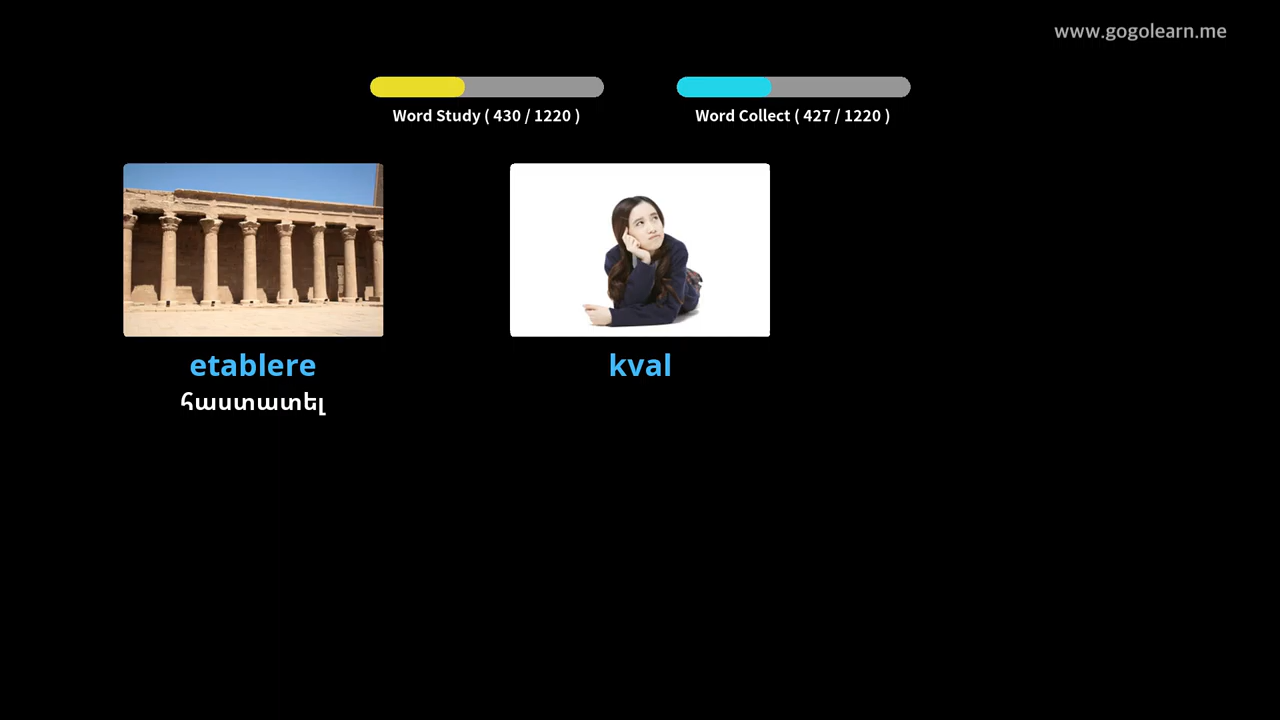 www.gogolearn.me
Word Study ( 430 / 1220 )
Word Collect ( 427 / 1220 )
etablere
հաստատել
kval